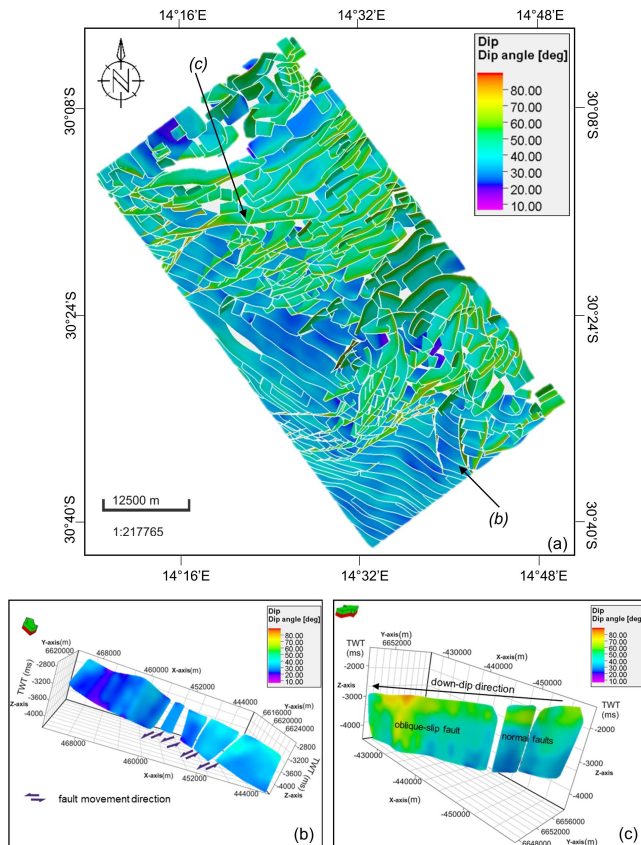 14°16'E 14°32'E 14°48'E
(c)
N
Dip
Dip angle [deg]
80.00
70.00
60.00
50.00
40.00
30.00
20.00
10.00
30°08'S
30°08'S
30°24'S
30°24'S
30°40'S
30°40'S
12500 m
1:217765
(b)
(a)
14°16'E 14°32'E 14°48'E
Dip
Dip angle [deg]
80.00
70.00
60.00
50.00
40.00
30.00
20.00
10.00
Y-axis(m)
6620000
468000
X-axis(m)
460000
452000
444000
Y-axis(m)
6616000
6620000
6624000
TWT (ms)
-2800
-3200
-3600
-4000
Z-axis
468000
460000
X-axis(m)
452000
444000
-2800
-3200
-3600
-4000
TWT (ms)
Z-axis
fault movement direction
(b)
Dip
Dip angle [deg]
80.00
70.00
60.00
50.00
40.00
30.00
20.00
10.00
TWT
(ms)
Y-axis(m)
6652000
-430000
X-axis(m)
-440000
-450000
-2000
-3000
-4000
Z-axis
down-dip direction
oblique-slip fault
normal faults
TWT
(ms)
-2000
-3000
-4000
Z-axis
-430000
-440000
X-axis(m)
-450000
6656000
6652000
Y-axis(m)
6648000
(c)